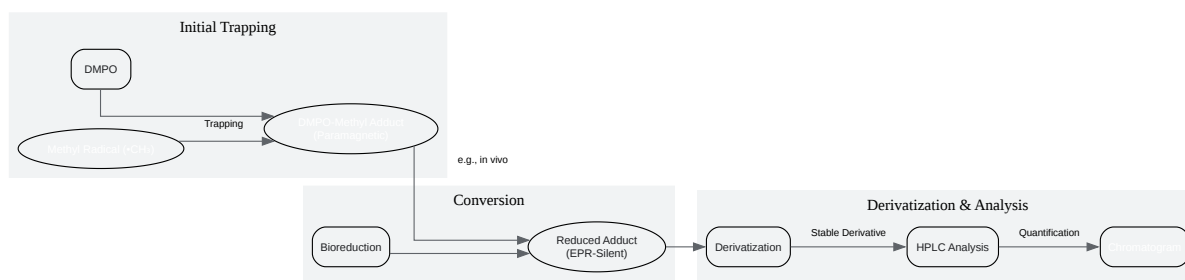 Initial Trapping
DMPO
Trapping
Methyl Radical (•CH₃)
DMPO-Methyl Adduct
(Paramagnetic)
e.g., in vivo
Conversion
Bioreduction
Reduced Adduct
(EPR-Silent)
Derivatization & Analysis
Derivatization
Stable Derivative
HPLC Analysis
Quantification
Chromatogram